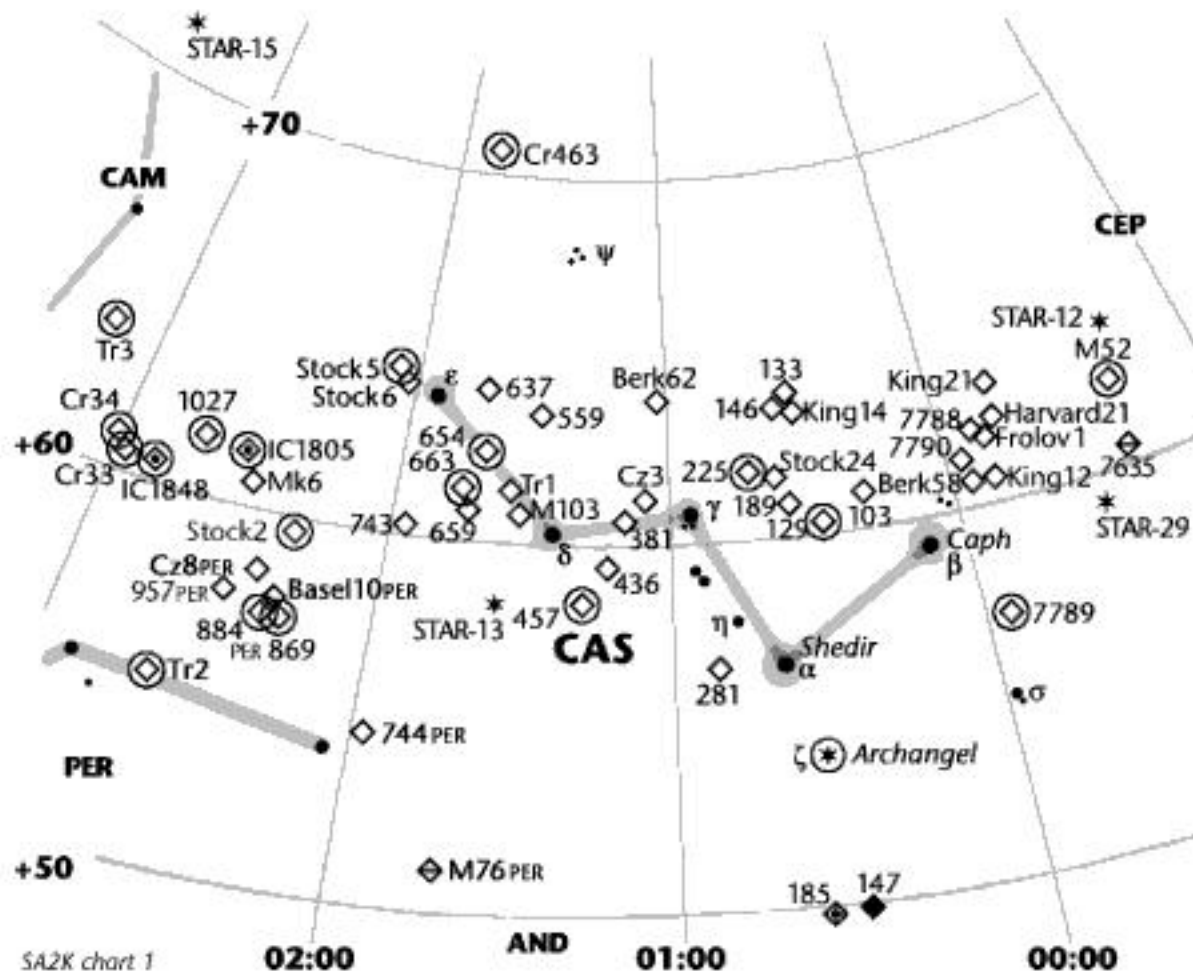 STAR-15
+70
Cr463
CAM
CEP
ψ
STAR-12
M52
Tr3
Stock5
ε
Stock6
637
Berk62
133
King21
Cr34
1027
559
146
King14
7788
Harvard21
+60
IC1805
654
663
Frolov1
7790
7635
Cr33
IC1848
Mk6
Tr1
Cz3
225
Stock24
Berk58
King12
M103
γ
189
Stock2
743
659
δ
381
129
103
STAR-29
Caph
β
Cz8PER
436
957PER
Basel10PER
STAR-13
457
η
7789
884
PER 869
CAS
Shedir
α
Tr2
281
σ
744PER
PER
ζ
Archangel
+50
M76PER
185
147
AND
SA2K chart 1
02:00
01:00
00:00